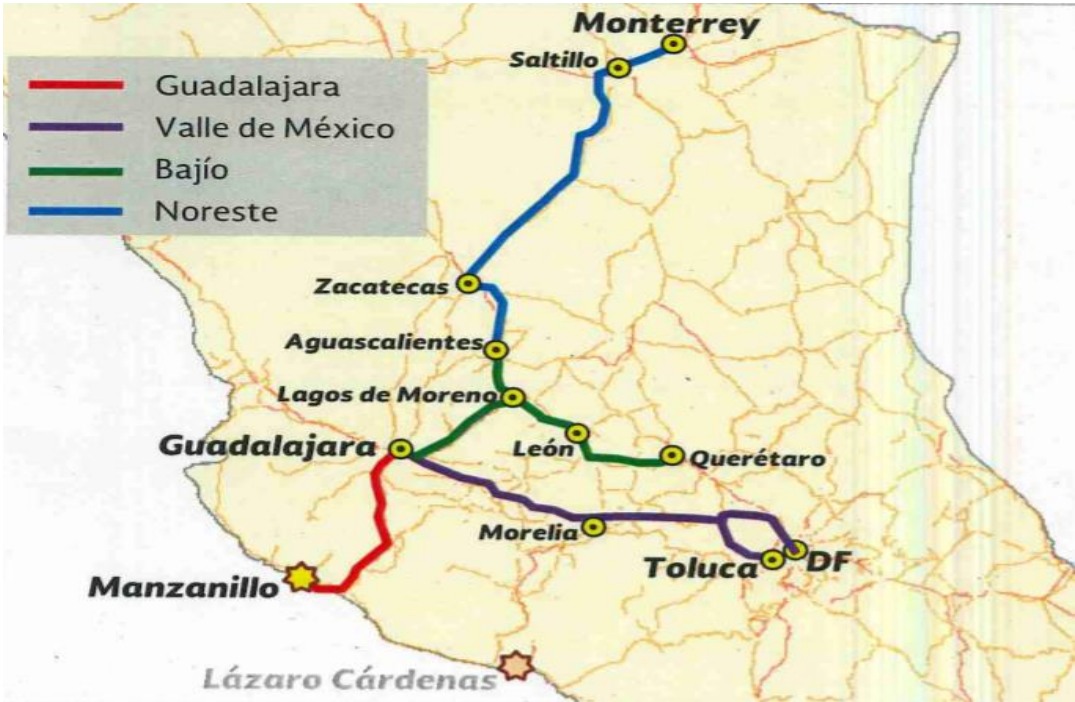 Monterrey
Saltillo
Guadalajara
Valle de México
Bajío
Noreste
Zacatecas
Aguascalientes
Lagos de Moreno
Guadalajara
León
Querétaro
Morelia
Toluca
DF
Manzanillo
Lázaro Cárdenas